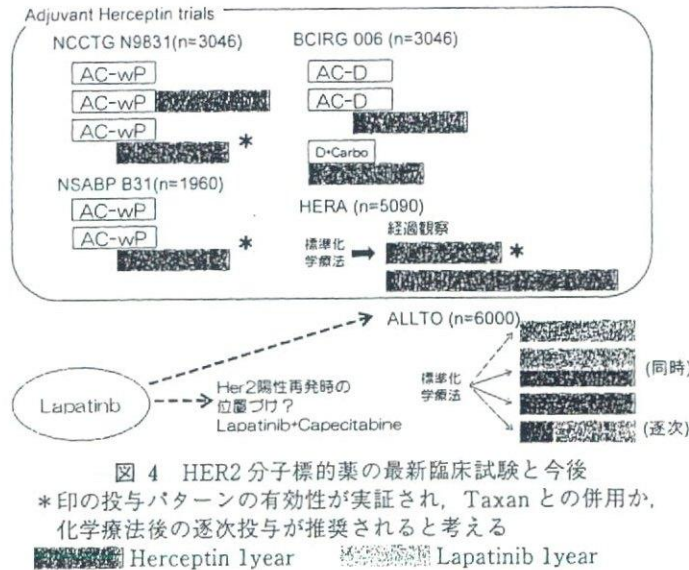 Adjuvant Herceptin trials
NCCTG N9831(n=3046)
AC-wP
AC-wP
AC-wP
*
NSABP B31(n=1960)
AC-wP
AC-wP
*
BCIRG 006 (n=3046)
AC-D
AC-D
D+Carbo
HERA (n=5090)
経過観察
標準化
学療法
*
ALLTO (n=6000)
Lapatinb
Her2陽性再発時の
位置づけ?
Lapatinb+Capecitabine
標準化
学療法
(同時)
(逐次)
図 4 HER2 分子標的薬の最新臨床試験と今後
*印の投与パターンの有効性が実証され, Taxan との併用か,
化学療法後の逐次投与が推奨されると考える
Herceptin 1year Lapatinib 1year